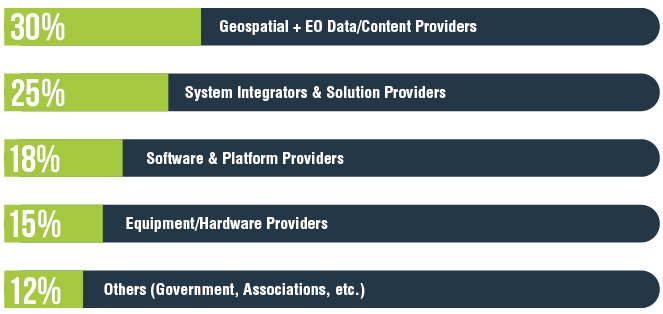 30% Geospatial + EO Data/Content Providers
25% System Integrators & Solution Providers
18% Software & Platform Providers
15% Equipment/Hardware Providers
12% Others (Government, Associations, etc.)